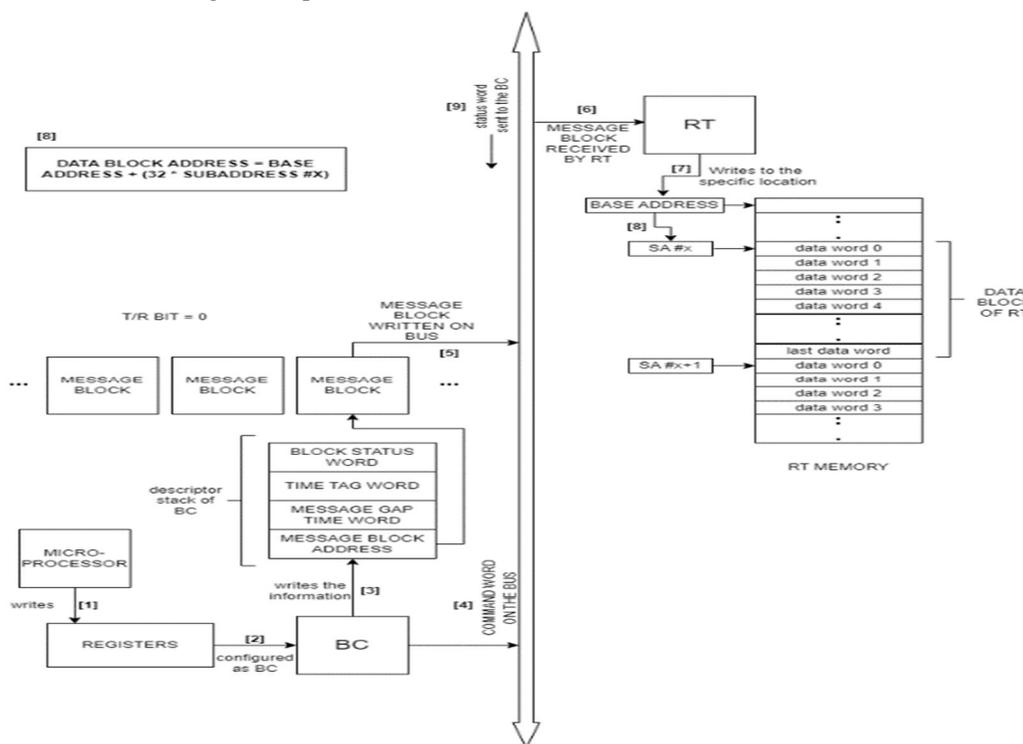 [9]
status word
sent to the BC
[6]
MESSAGE
BLOCK
RECEIVED
BY RT
RT
[8]
DATA BLOCK ADDRESS = BASE
ADDRESS + (32 * SUBADDRESS #X)
[7]
Writes to the
specific location
BASE ADDRESS
[8]
SA #x
data word 0
data word 1
data word 2
data word 3
data word 4
last data word
DATA
BLOCK
OF RT
SA #x+1
data word 0
data word 1
data word 2
data word 3
RT MEMORY
T/R BIT = 0
MESSAGE
BLOCK
WRITTEN ON
BUS
[5]
...
MESSAGE
BLOCK
MESSAGE
BLOCK
MESSAGE
BLOCK
...
descriptor
stack of
BC
BLOCK STATUS
WORD
TIME TAG WORD
MESSAGE GAP
TIME WORD
MESSAGE BLOCK
ADDRESS
MICRO-
PROCESSOR
writes
[1]
REGISTERS
[2]
configured
as BC
writes the
information
[3]
BC
[4]
COMMAND WORD
ON THE BUS